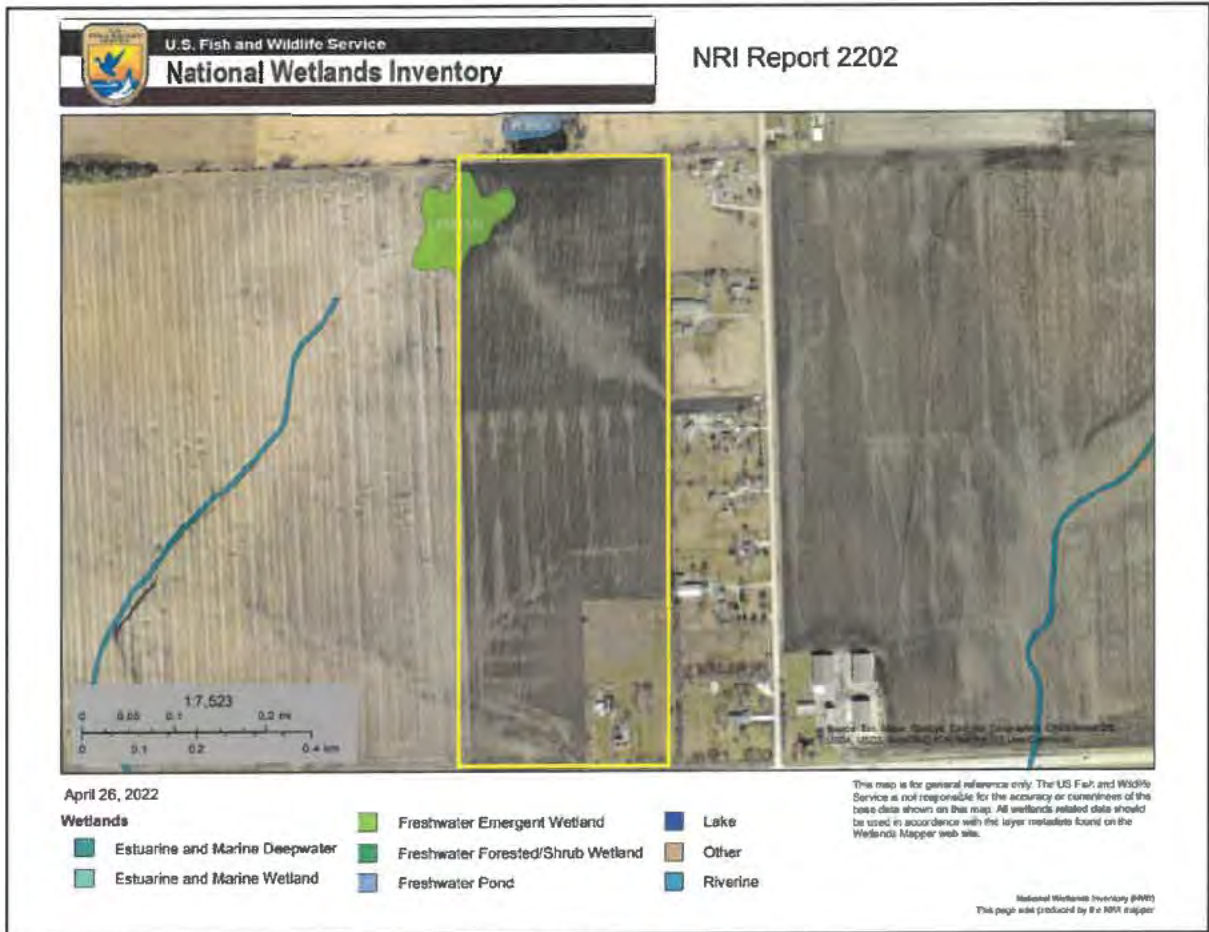 U.S. Fish and Wildlife Service
National Wetlands Inventory
NRI Report 2202
1:7,523
0 0.05 0.1 0.2 mi
0 0.1 0.2 0.4 km
April 26, 2022
Wetlands
Estuarine and Marine Deepwater
Estuarine and Marine Wetland
Freshwater Emergent Wetland
Freshwater Forested/Shrub Wetland
Freshwater Pond
Lake
Other
Riverine
This map is for general reference only. The US Fish and Wildlife
Service is not responsible for the accuracy or currentness of the
base data shown on this map. All wetlands related data should
be used in accordance with the layer metadata found on the
Wetlands Mapper web site.
National Wetlands Inventory (NWI)
This page was produced by the NWI mapper